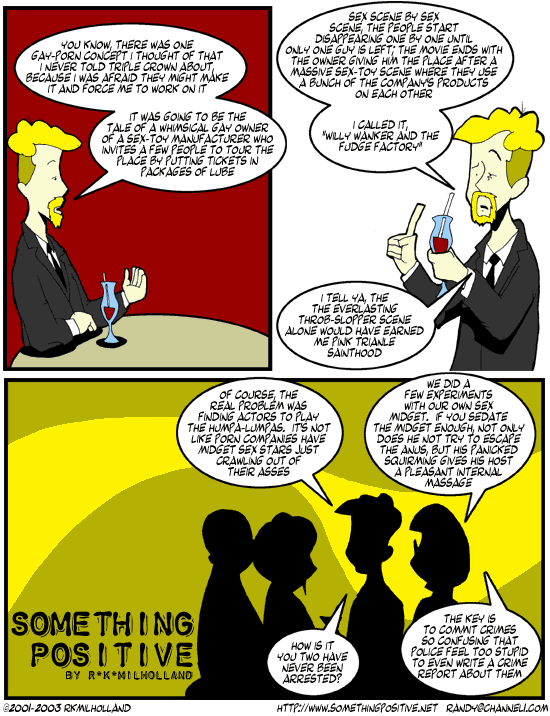 YOU KNOW, THERE WAS ONE
GAY-PORN CONCEPT I THOUGHT OF THAT
I NEVER TOLD TRIPLE CROWN ABOUT,
BECAUSE I WAS AFRAID THEY MIGHT MAKE
IT AND FORCE ME TO WORK ON IT
IT WAS GOING TO BE THE
TALE OF A WHIMSICAL GAY OWNER
OF A SEX-TOY MANUFACTURER WHO
INVITES A FEW PEOPLE TO TOUR THE
PLACE BY PUTTING TICKETS IN
PACKAGES OF LUBE
SEX SCENE BY SEX
SCENE, THE PEOPLE START
DISAPPEARING ONE BY ONE UNTIL
ONLY ONE GUY IS LEFT; THE MOVIE ENDS WITH
THE OWNER GIVING HIM THE PLACE AFTER A
MASSIVE SEX-TOY SCENE WHERE THEY USE
A BUNCH OF THE COMPANY'S PRODUCTS
ON EACH OTHER
I CALLED IT,
"WILLY WANKER AND THE
FUDGE FACTORY"
I TELL YA, THE
THE EVERLASTING
THROB-SLOPPER SCENE
ALONE WOULD HAVE EARNED
ME PINK TRIANLE
SAINTHOOD
OF COURSE, THE
REAL PROBLEM WAS
FINDING ACTORS TO PLAY
THE HUMPA-LUMPAS. IT'S NOT
LIKE PORN COMPANIES HAVE
MIDGET SEX STARS JUST
CRAWLING OUT OF
THEIR ASSES
WE DID A
FEW EXPERIMENTS
WITH OUR OWN SEX
MIDGET. IF YOU SEDATE
THE MIDGET ENOUGH, NOT ONLY
DOES HE NOT TRY TO ESCAPE
THE ANUS, BUT HIS PANICKED
SQUIRMING GIVES HIS HOST
A PLEASANT INTERNAL
MASSAGE
HOW IS IT
YOU TWO HAVE
NEVER BEEN
ARRESTED?
THE KEY IS
TO COMMIT CRIMES
SO CONFUSING THAT
POLICE FEEL TOO STUPID
TO EVEN WRITE A CRIME
REPORT ABOUT THEM
SOMETHING
POSITIVE
BY R*K*MILHOLLAND
©2001-2003 RKMILHOLLAND
HTTP://WWW.SOMETHINGPOSITIVE.NET RANDY@CHANNEL1.COM